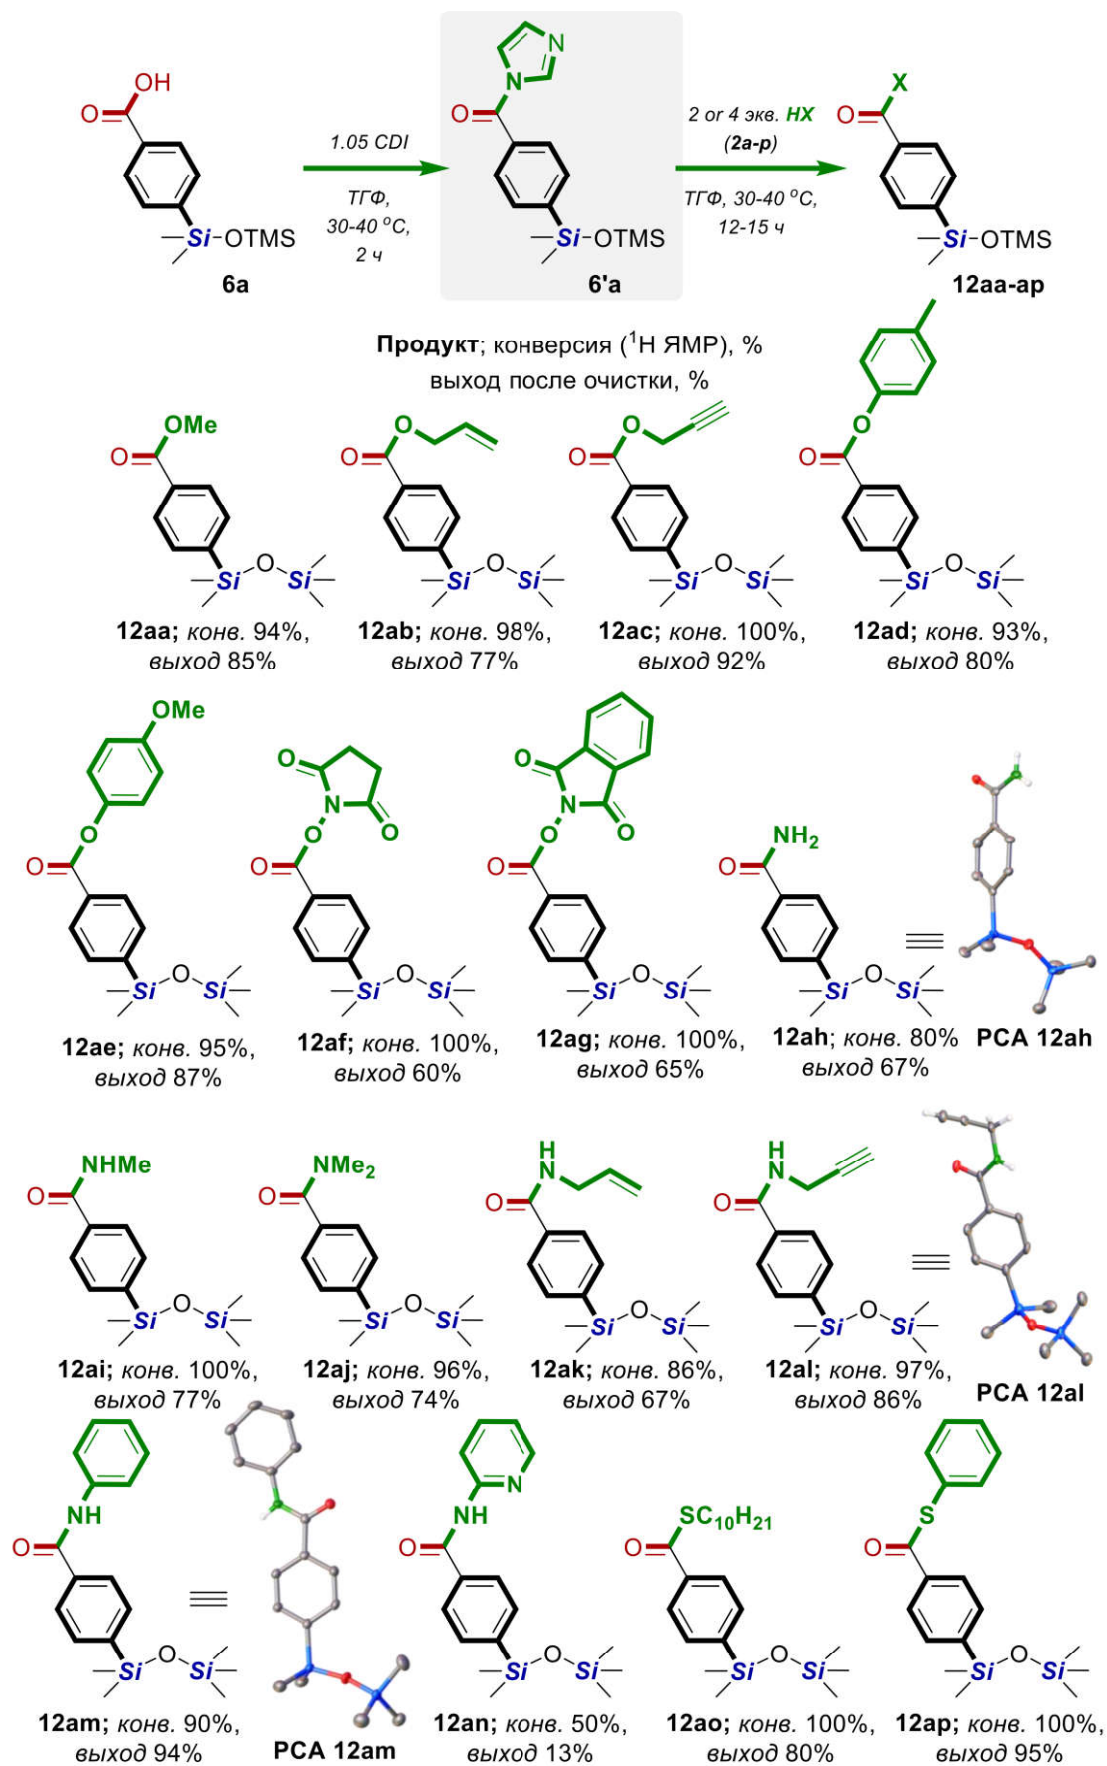 OH
O
Si-OTMS
6a
1.05 CDI
ТГФ,
30-40 °C,
2 ч
N
N
O
Si-OTMS
6'a
2 or 4 экв. HX
(2a-p)
ТГФ, 30-40 °C,
12-15 ч
X
O
Si-OTMS
12aa-ap
Продукт; конверсия (¹H ЯМР), %
выход после очистки, %
OMe
O
O
Si Si
12aa; конв. 94%,
выход 85%
O
O
O
Si Si
12ab; конв. 98%,
выход 77%
O
O
O
Si Si
12ac; конв. 100%,
выход 92%
O
O
O
Si Si
12ad; конв. 93%,
выход 80%
OMe
O
O
O
Si Si
12ae; конв. 95%,
выход 87%
O
N
O
O
O
O
Si Si
12af; конв. 100%,
выход 60%
O
N
O
O
O
O
Si Si
12ag; конв. 100%,
выход 65%
NH₂
O
O
Si Si
12ah; конв. 80%
выход 67%
PCA 12ah
NHMe
O
O
Si Si
12ai; конв. 100%,
выход 77%
NMe₂
O
O
Si Si
12aj; конв. 96%,
выход 74%
H
N
O
O
Si Si
12ak; конв. 86%,
выход 67%
H
N
O
O
Si Si
12al; конв. 97%,
выход 86%
PCA 12al
NH
O
O
Si Si
12am; конв. 90%,
выход 94%
PCA 12am
N
NH
O
O
Si Si
12an; конв. 50%,
выход 13%
SC₁₀H₂₁
O
O
Si Si
12ao; конв. 100%,
выход 80%
S
O
O
Si Si
12ap; конв. 100%,
выход 95%